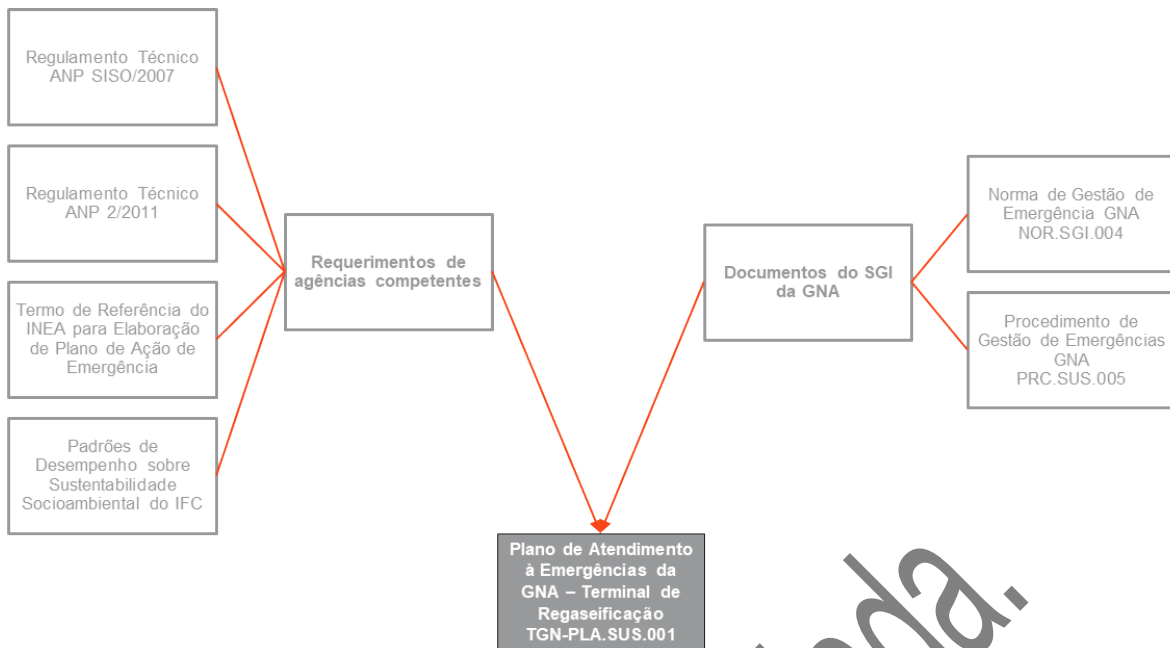 Regulamento Técnico
ANP SISO/2007
Regulamento Técnico
ANP 2/2011
Termo de Referência do
INEA para Elaboração
de Plano de Ação de
Emergência
Padrões de
Desempenho sobre
Sustentabilidade
Socioambiental do IFC
Requerimentos de
agências competentes
Documentos do SGI
da GNA
Norma de Gestão de
Emergência GNA
NOR.SGI.004
Procedimento de
Gestão de Emergências
GNA
PRC.SUS.005
Plano de Atendimento
à Emergências da
GNA – Terminal de
Regaseificação
TGN-PLA.SUS.001